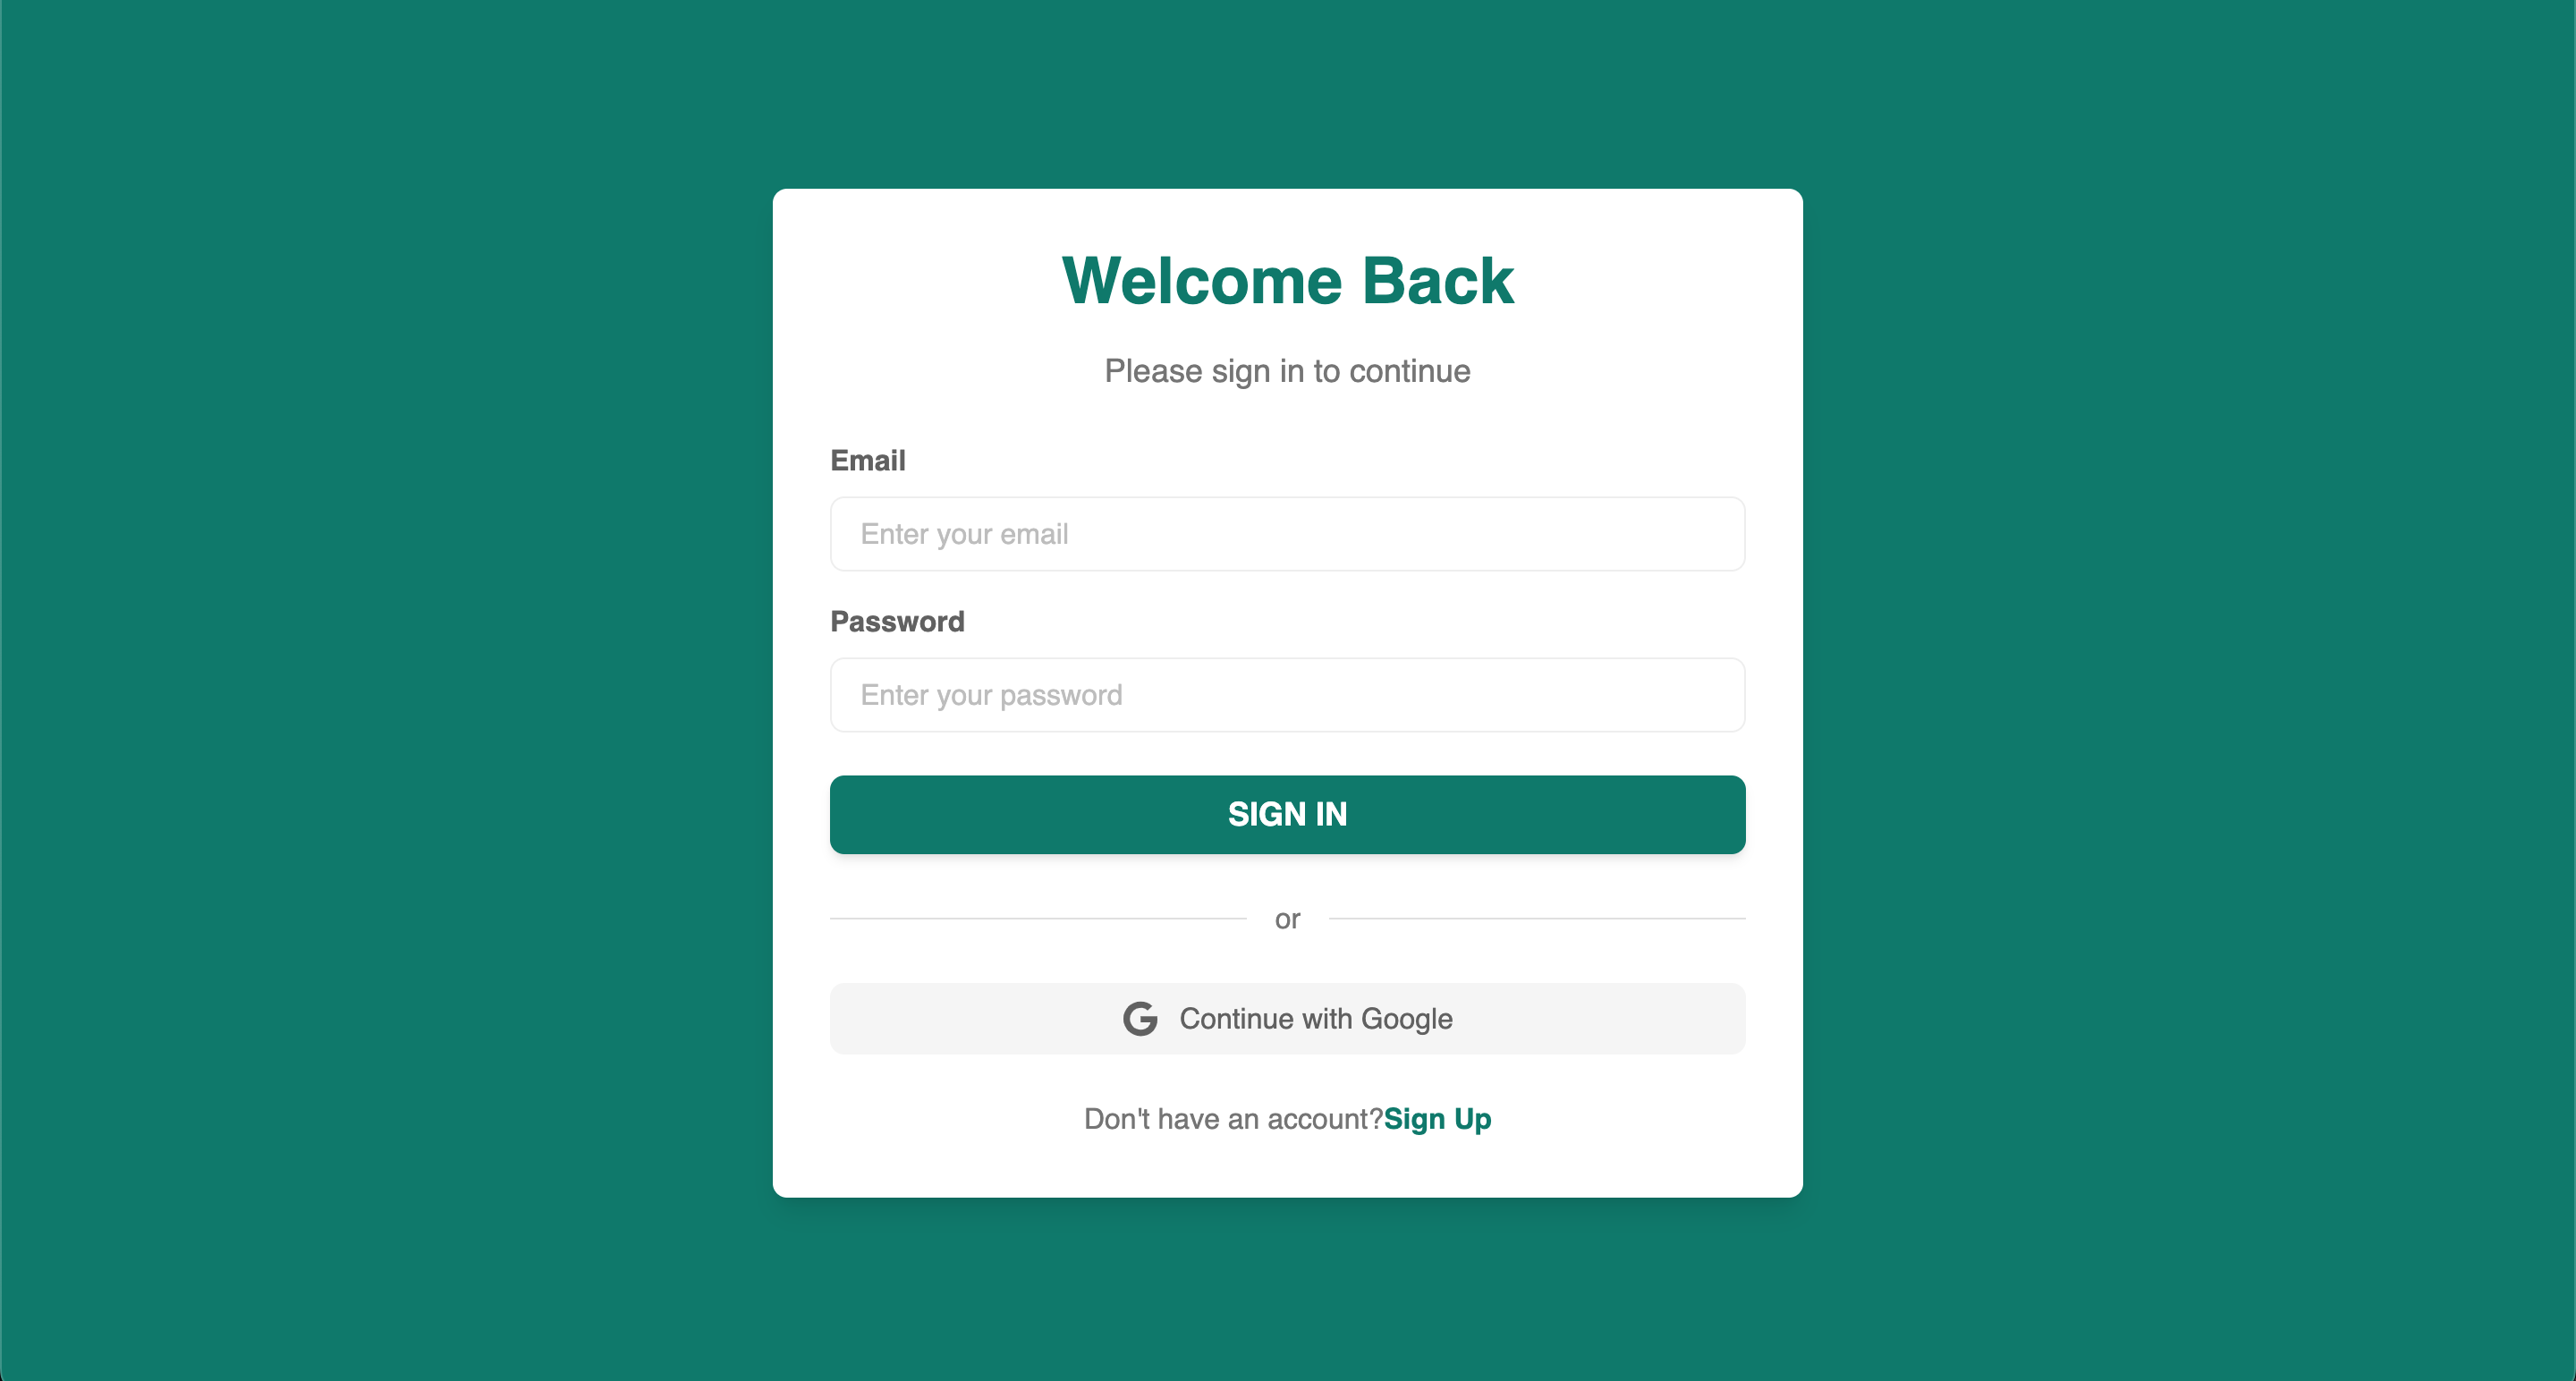 Welcome Back
Please sign in to continue
Email
Enter your email
Password
Enter your password
SIGN IN
or
Continue with Google
Don't have an account?Sign Up